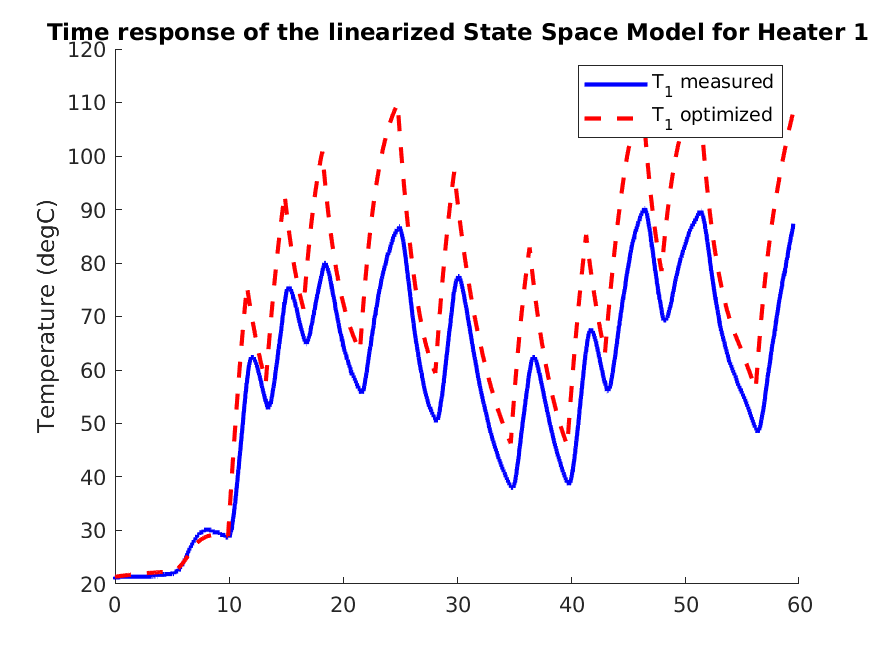 Time response of the linearized State Space Model for Heater 1
T1 measured
T1 optimized
Temperature (degC)
120
110
100
90
80
70
60
50
40
30
20
0 10 20 30 40 50 60